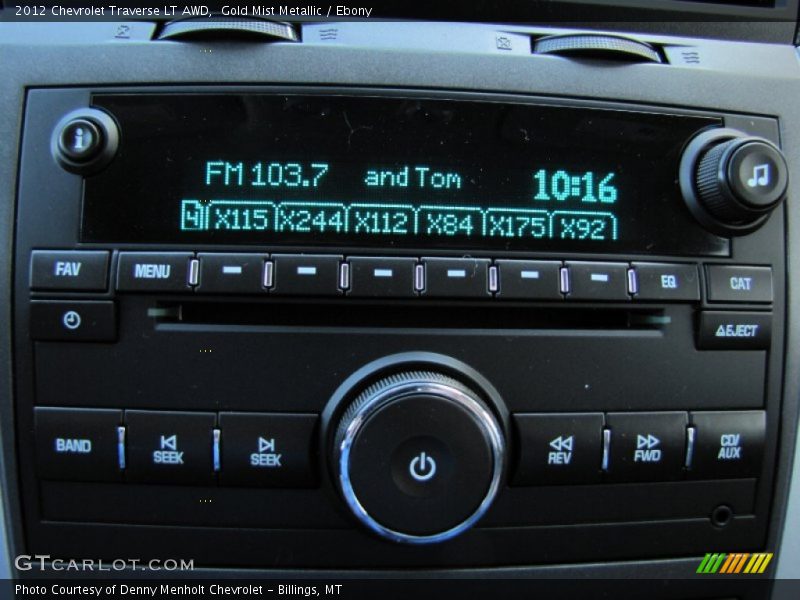 2012 Chevrolet Traverse LT AWD,  Gold Mist Metallic / Ebony
i
FM 103.7 and Tom 10:16
4 X115 X244 X112 X84 X175 X92
FAV MENU EQ CAT
EJECT
BAND SEEK SEEK REV FWD CD/
AUX
GTCARLOT.COM
Photo Courtesy of Denny Menholt Chevrolet - Billings, MT